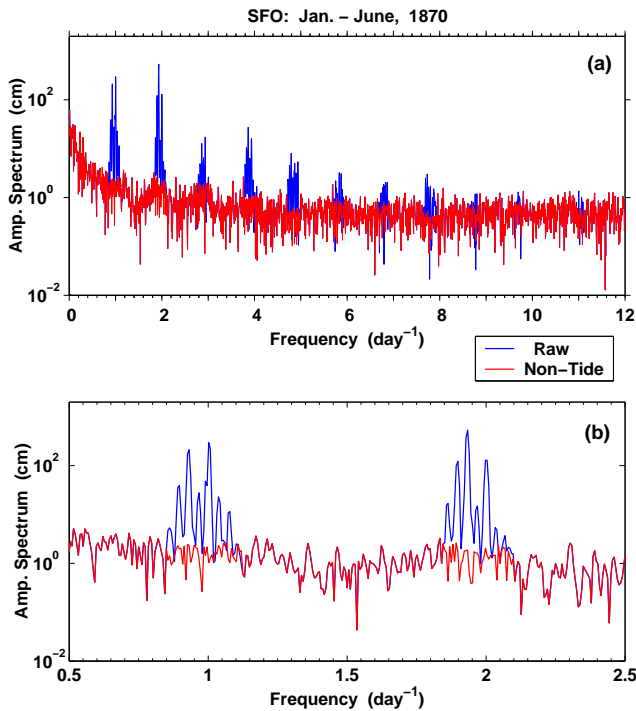 SFO: Jan. – June, 1870
(a)
Amp. Spectrum (cm)
10^2
10^0
10^−2
0 2 4 6 8 10 12
Frequency (day^−1)
Raw
Non−Tide
(b)
Amp. Spectrum (cm)
10^2
10^0
10^−2
0.5 1 1.5 2 2.5
Frequency (day^−1)